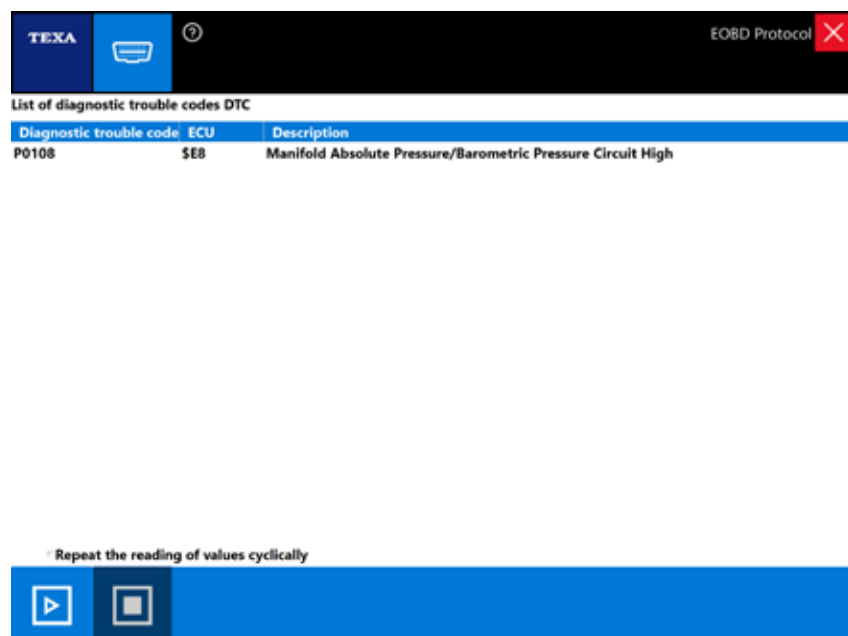 TEXA
EOBD Protocol
List of diagnostic trouble codes DTC
Diagnostic trouble code ECU Description
P0108 $E8 Manifold Absolute Pressure/Barometric Pressure Circuit High
Repeat the reading of values cyclically